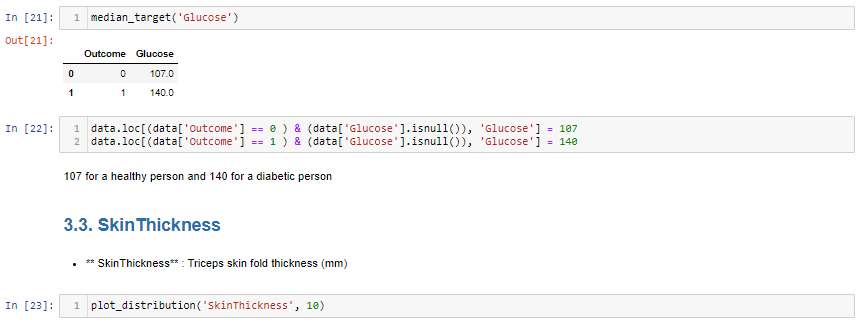 In [21]: 1 median_target('Glucose')
Out[21]:
Outcome Glucose
0 0 107.0
1 1 140.0
In [22]: 1 data.loc[(data['Outcome'] == 0 ) & (data['Glucose'].isnull()), 'Glucose'] = 107
2 data.loc[(data['Outcome'] == 1 ) & (data['Glucose'].isnull()), 'Glucose'] = 140
107 for a healthy person and 140 for a diabetic person
3.3. SkinThickness
• ** SkinThickness** : Triceps skin fold thickness (mm)
In [23]: 1 plot_distribution('SkinThickness', 10)